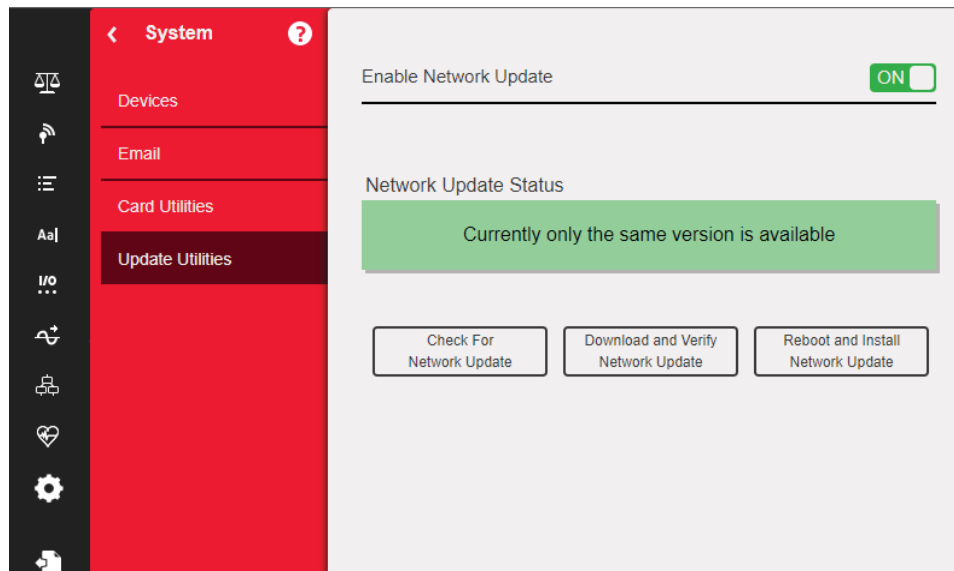 System
?
Devices
Email
Card Utilities
Update Utilities
Aa
I/O
Enable Network Update
ON
Network Update Status
Currently only the same version is available
Check For
Network Update
Download and Verify
Network Update
Reboot and Install
Network Update